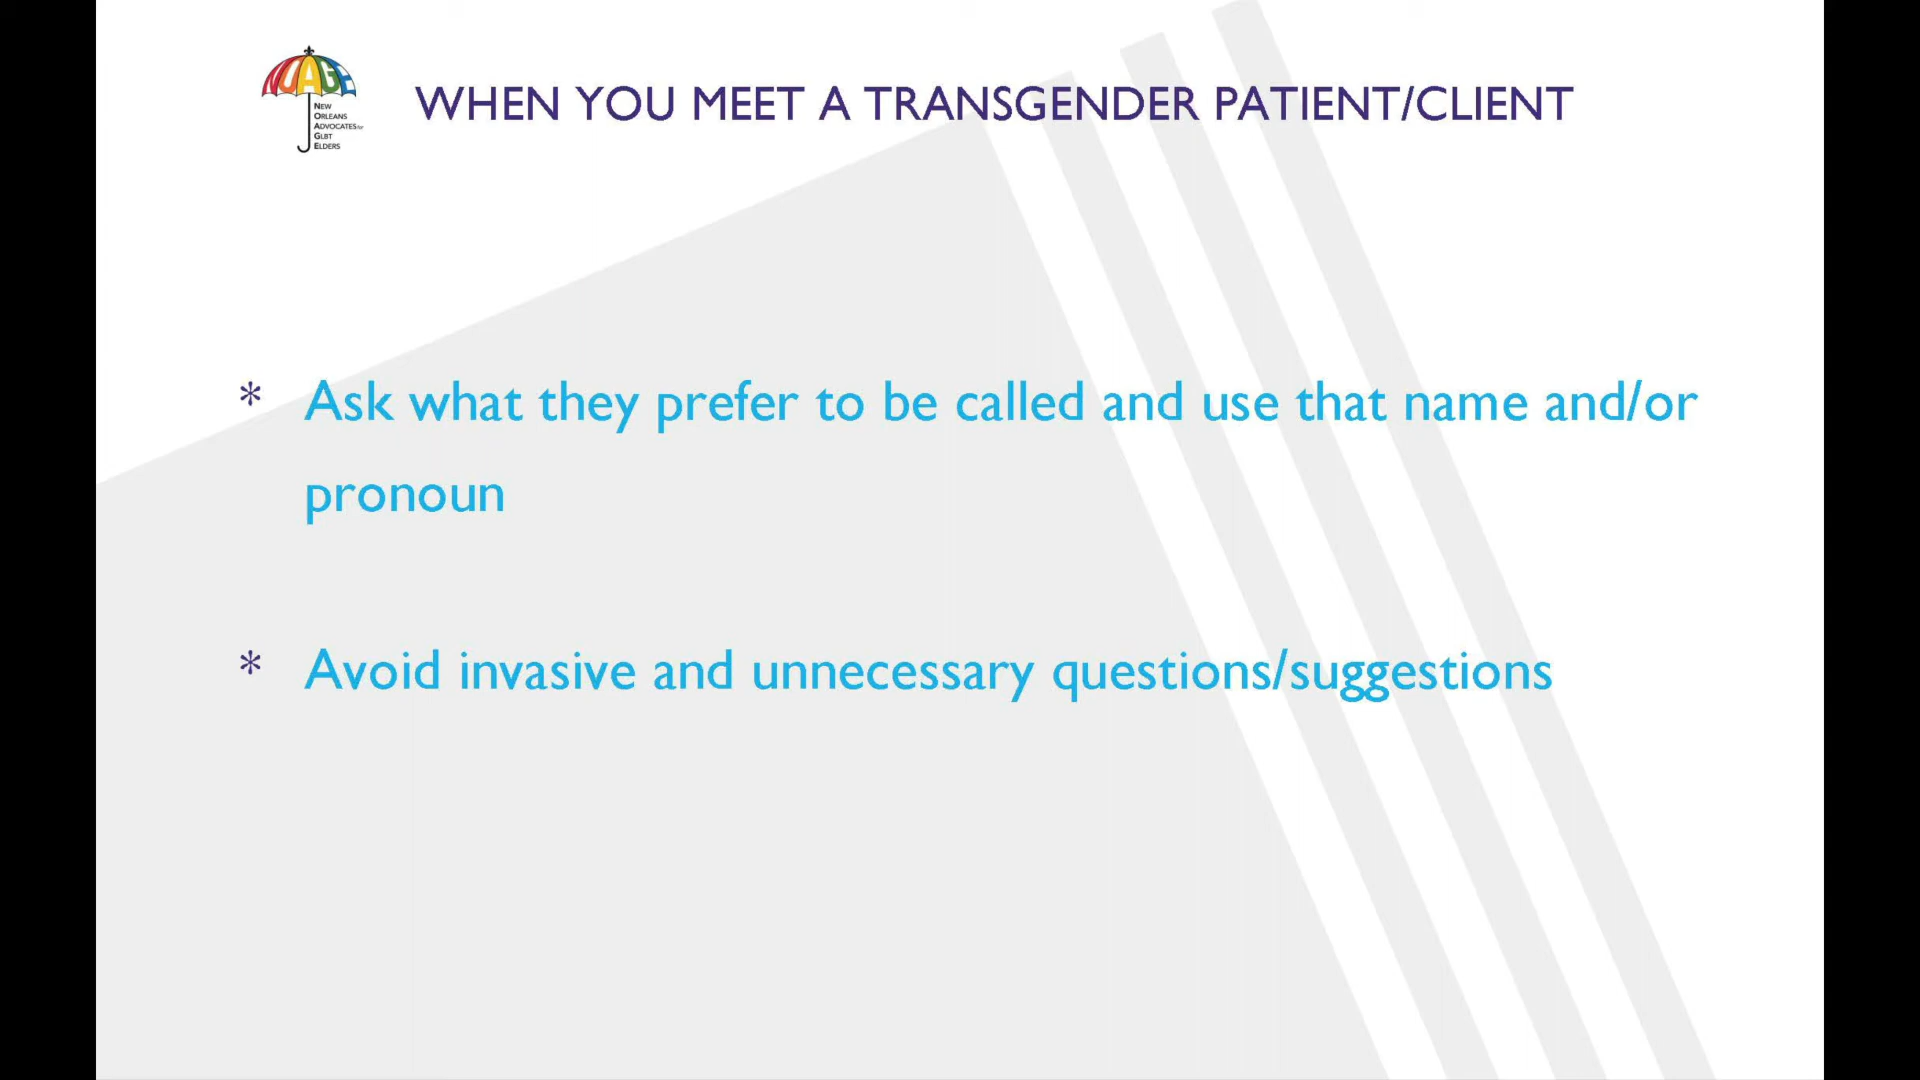 NOAGE
NEW
ORLEANS
ADVOCATES for
GLBT
ELDERS
WHEN YOU MEET A TRANSGENDER PATIENT/CLIENT
* Ask what they prefer to be called and use that name and/or
pronoun
* Avoid invasive and unnecessary questions/suggestions